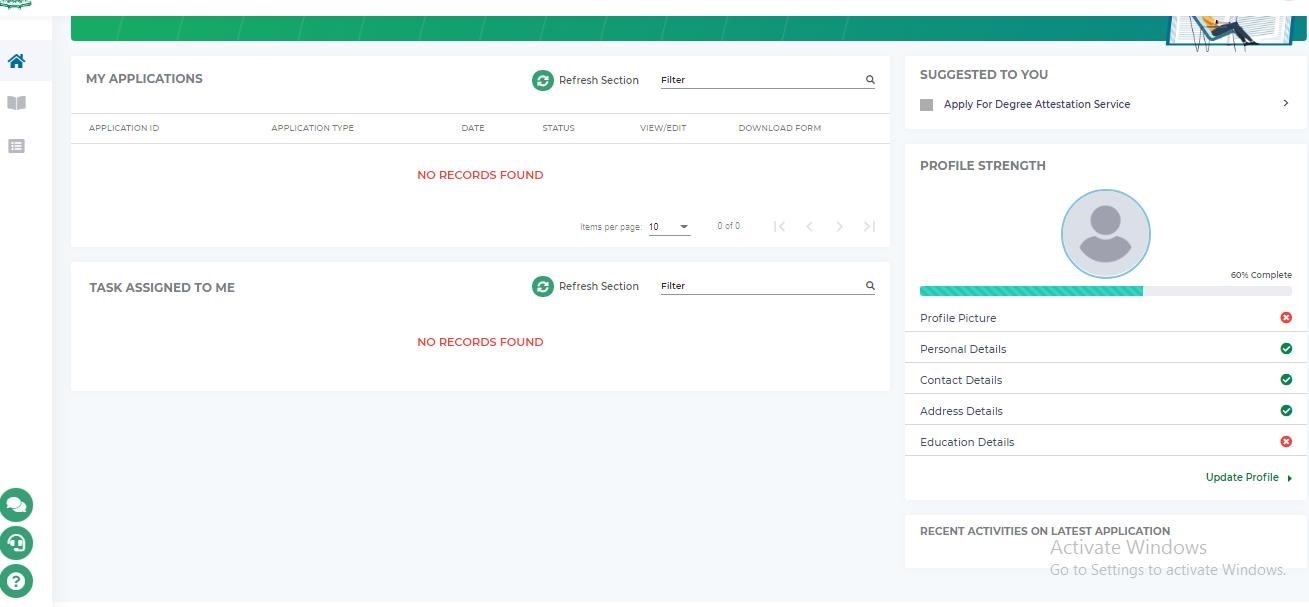 MY APPLICATIONS
Refresh Section
Filter
APPLICATION ID APPLICATION TYPE DATE STATUS VIEW/EDIT DOWNLOAD FORM
NO RECORDS FOUND
Items per page: 10 0 of 0
TASK ASSIGNED TO ME
Refresh Section
Filter
NO RECORDS FOUND
SUGGESTED TO YOU
Apply For Degree Attestation Service
PROFILE STRENGTH
60% Complete
Profile Picture
Personal Details
Contact Details
Address Details
Education Details
Update Profile
RECENT ACTIVITIES ON LATEST APPLICATION
Activate Windows
Go to Settings to activate Windows.